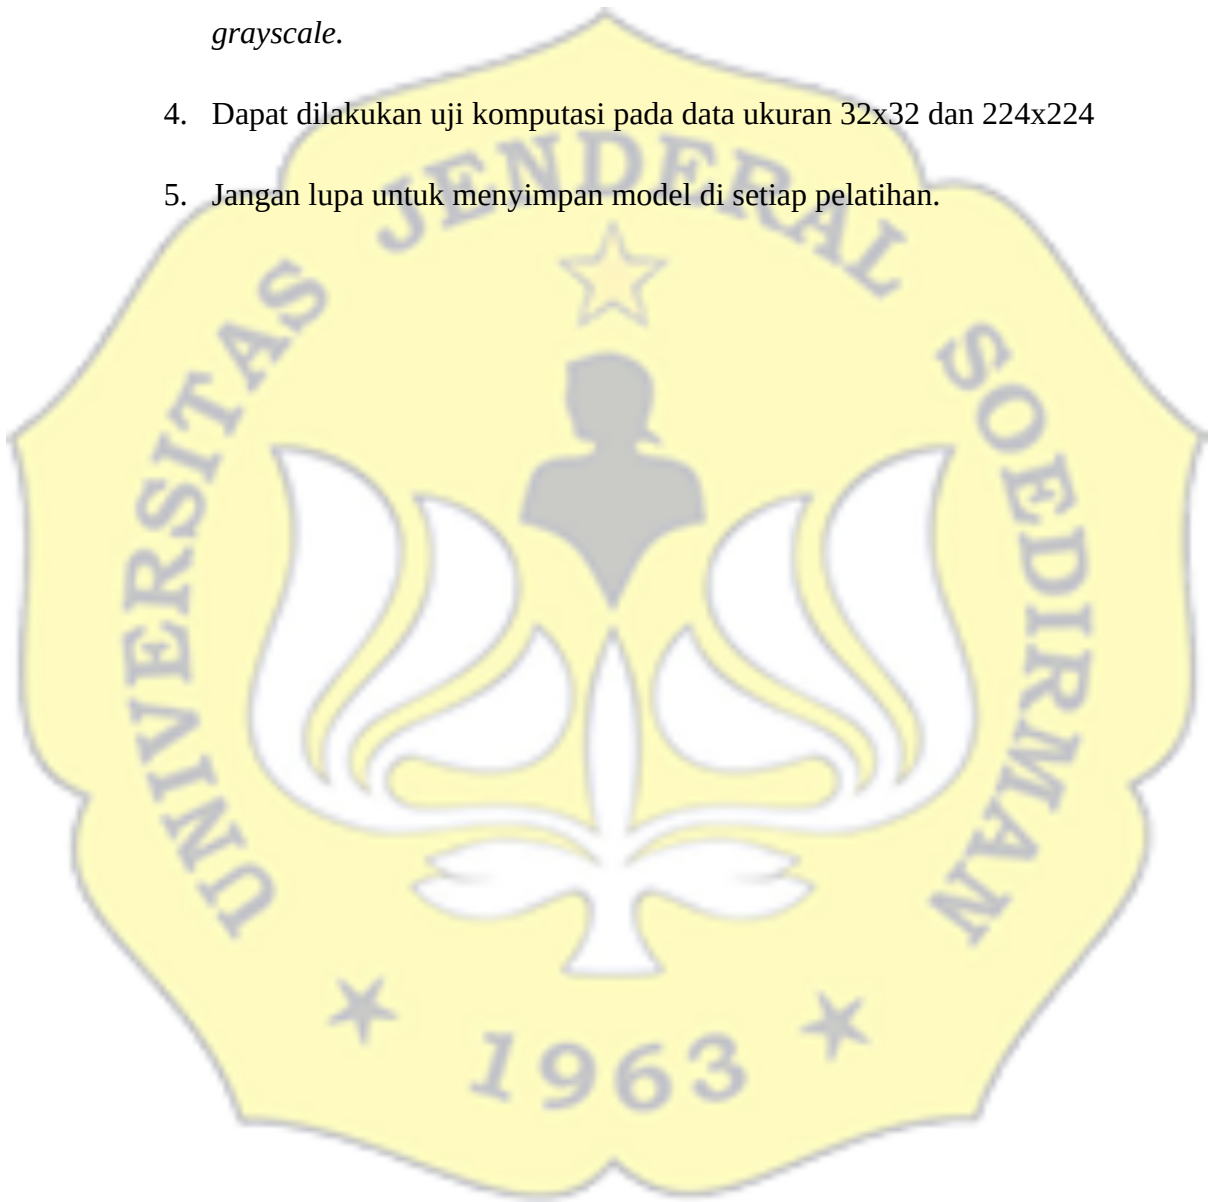 grayscale.
4. Dapat dilakukan uji komputasi pada data ukuran 32x32 dan 224x224
5. Jangan lupa untuk menyimpan model di setiap pelatihan.
UNIVERSITAS JENDERAL SOEDIRMAN
1963